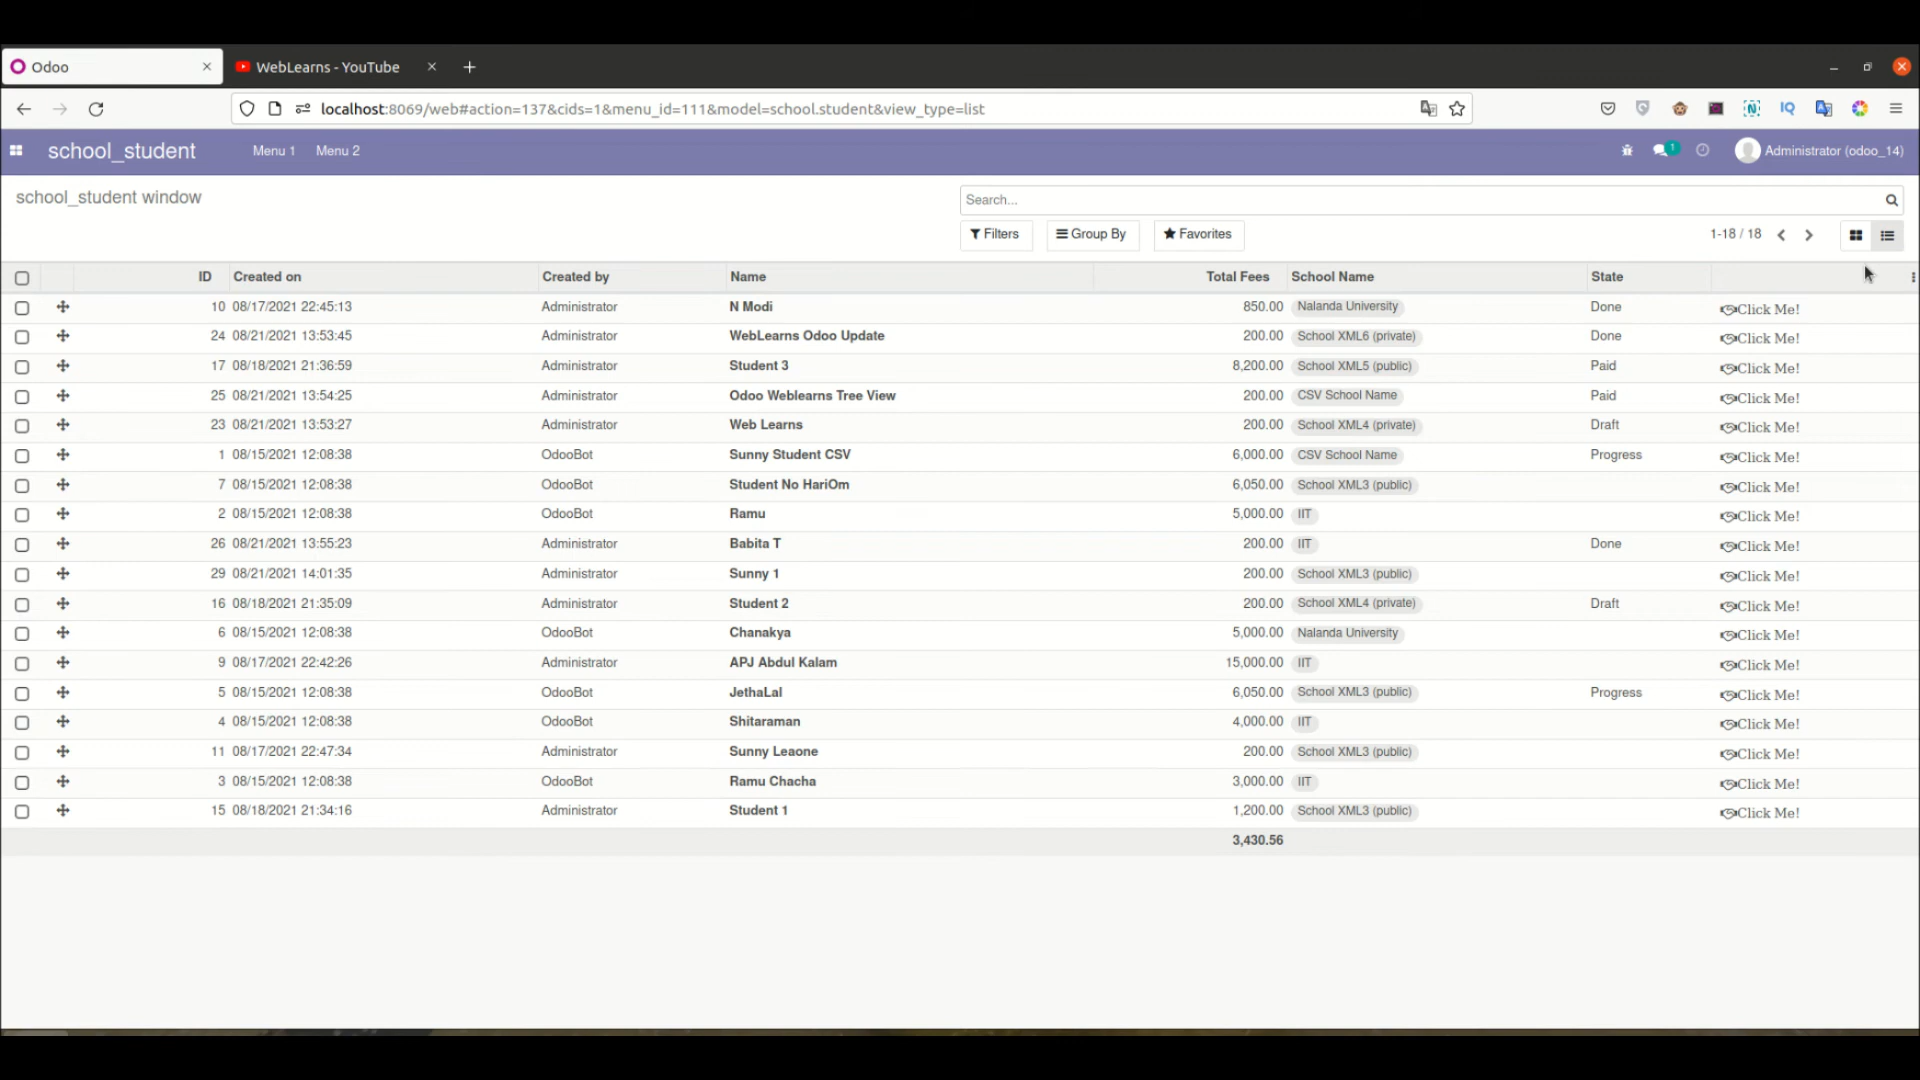 Odoo
WebLearns - YouTube
localhost:8069/web#action=137&cids=1&menu_id=111&model=school.student&view_type=list
IQ
school_student Menu 1 Menu 2 1 Administrator (odoo_14)
school_student window
Search...
Filters Group By Favorites 1-18 / 18
ID Created on Created by Name Total Fees School Name State
10 08/17/2021 22:45:13 Administrator N Modi 850.00 Nalanda University Done Click Me!
24 08/21/2021 13:53:45 Administrator WebLearns Odoo Update 200.00 School XML6 (private) Done Click Me!
17 08/18/2021 21:36:59 Administrator Student 3 8,200.00 School XML5 (public) Paid Click Me!
25 08/21/2021 13:54:25 Administrator Odoo Weblearns Tree View 200.00 CSV School Name Paid Click Me!
23 08/21/2021 13:53:27 Administrator Web Learns 200.00 School XML4 (private) Draft Click Me!
1 08/15/2021 12:08:38 OdooBot Sunny Student CSV 6,000.00 CSV School Name Progress Click Me!
7 08/15/2021 12:08:38 OdooBot Student No HariOm 6,050.00 School XML3 (public) Click Me!
2 08/15/2021 12:08:38 OdooBot Ramu 5,000.00 IIT Click Me!
26 08/21/2021 13:55:23 Administrator Babita T 200.00 IIT Done Click Me!
29 08/21/2021 14:01:35 Administrator Sunny 1 200.00 School XML3 (public) Click Me!
16 08/18/2021 21:35:09 Administrator Student 2 200.00 School XML4 (private) Draft Click Me!
6 08/15/2021 12:08:38 OdooBot Chanakya 5,000.00 Nalanda University Click Me!
9 08/17/2021 22:42:26 Administrator APJ Abdul Kalam 15,000.00 IIT Click Me!
5 08/15/2021 12:08:38 OdooBot JethaLal 6,050.00 School XML3 (public) Progress Click Me!
4 08/15/2021 12:08:38 OdooBot Shitaraman 4,000.00 IIT Click Me!
11 08/17/2021 22:47:34 Administrator Sunny Leaone 200.00 School XML3 (public) Click Me!
3 08/15/2021 12:08:38 OdooBot Ramu Chacha 3,000.00 IIT Click Me!
15 08/18/2021 21:34:16 Administrator Student 1 1,200.00 School XML3 (public) Click Me!
3,430.56